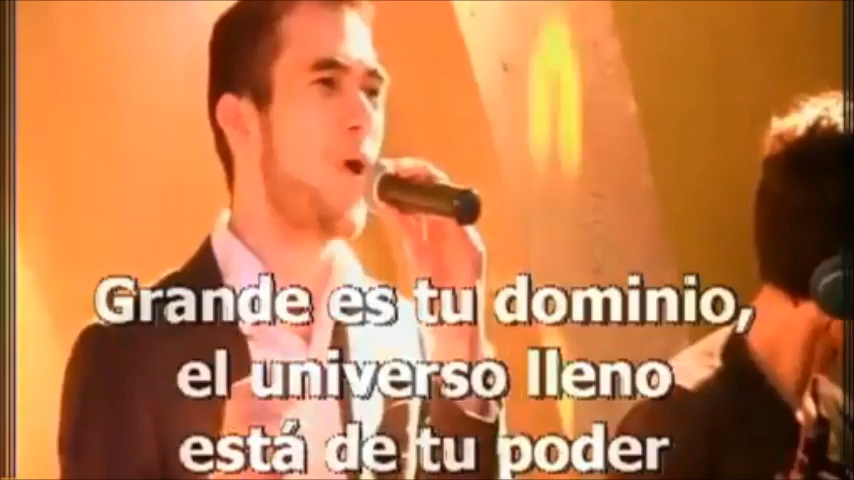 Grande es tu dominio,
el universo lleno
está de tu poder